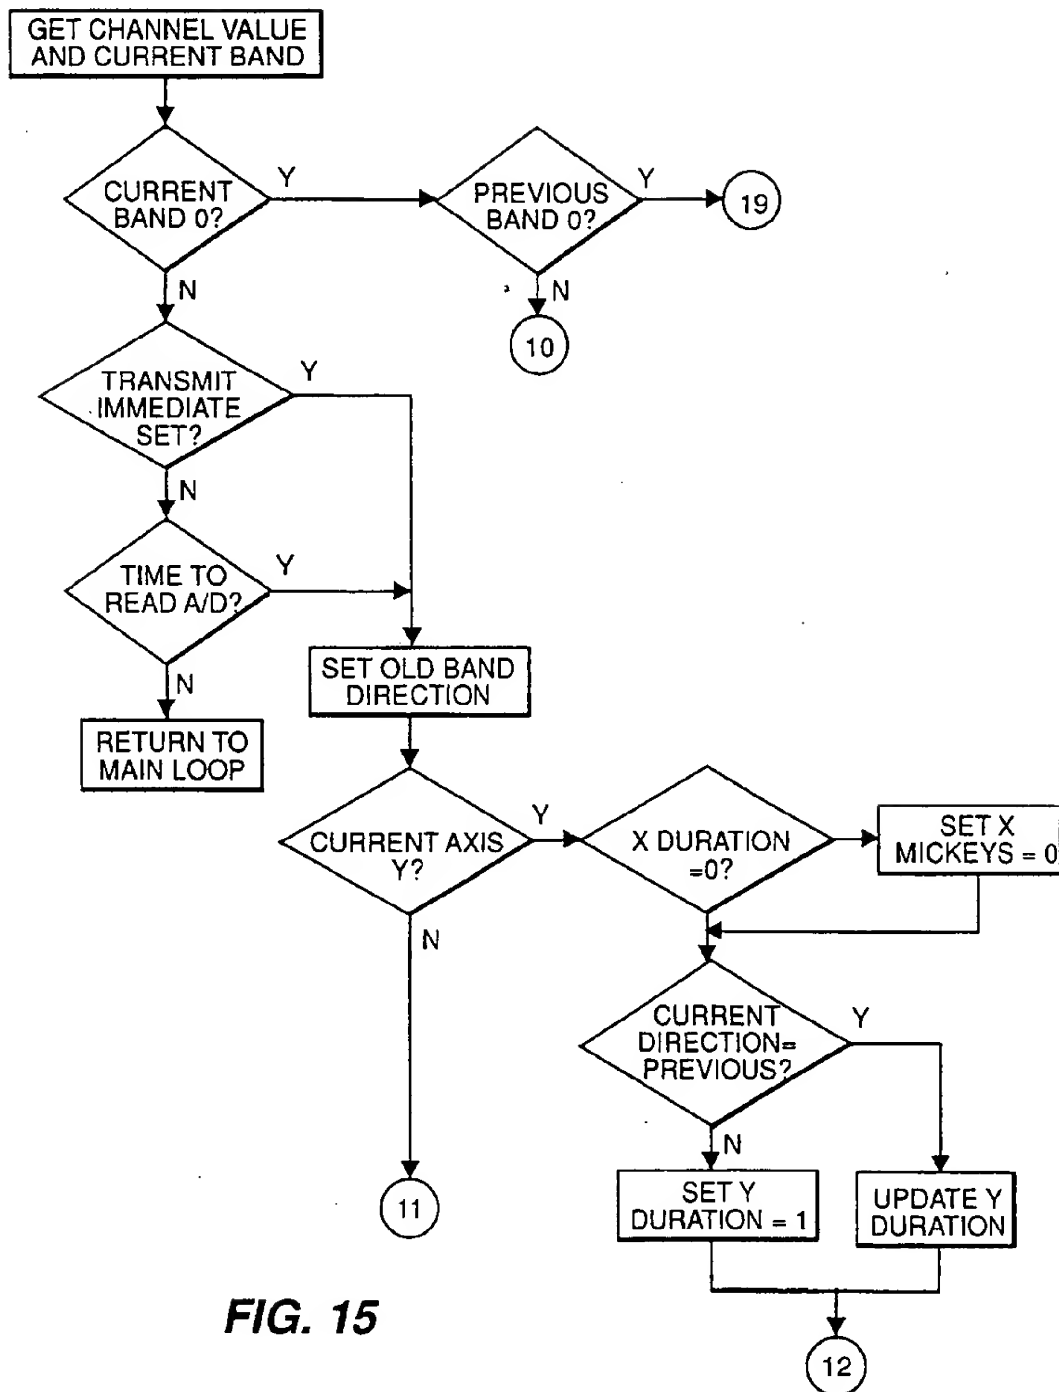 GET CHANNEL VALUE
AND CURRENT BAND
CURRENT
BAND 0?
Y
PREVIOUS
BAND 0?
Y
19
N
N
10
TRANSMIT
IMMEDIATE
SET?
Y
N
TIME TO
READ A/D?
Y
N
SET OLD BAND
DIRECTION
RETURN TO
MAIN LOOP
CURRENT AXIS
Y?
Y
X DURATION
=0?
SET X
MICKEYS = 0
N
CURRENT
DIRECTION=
PREVIOUS?
Y
N
11
SET Y
DURATION = 1
UPDATE Y
DURATION
FIG. 15
12